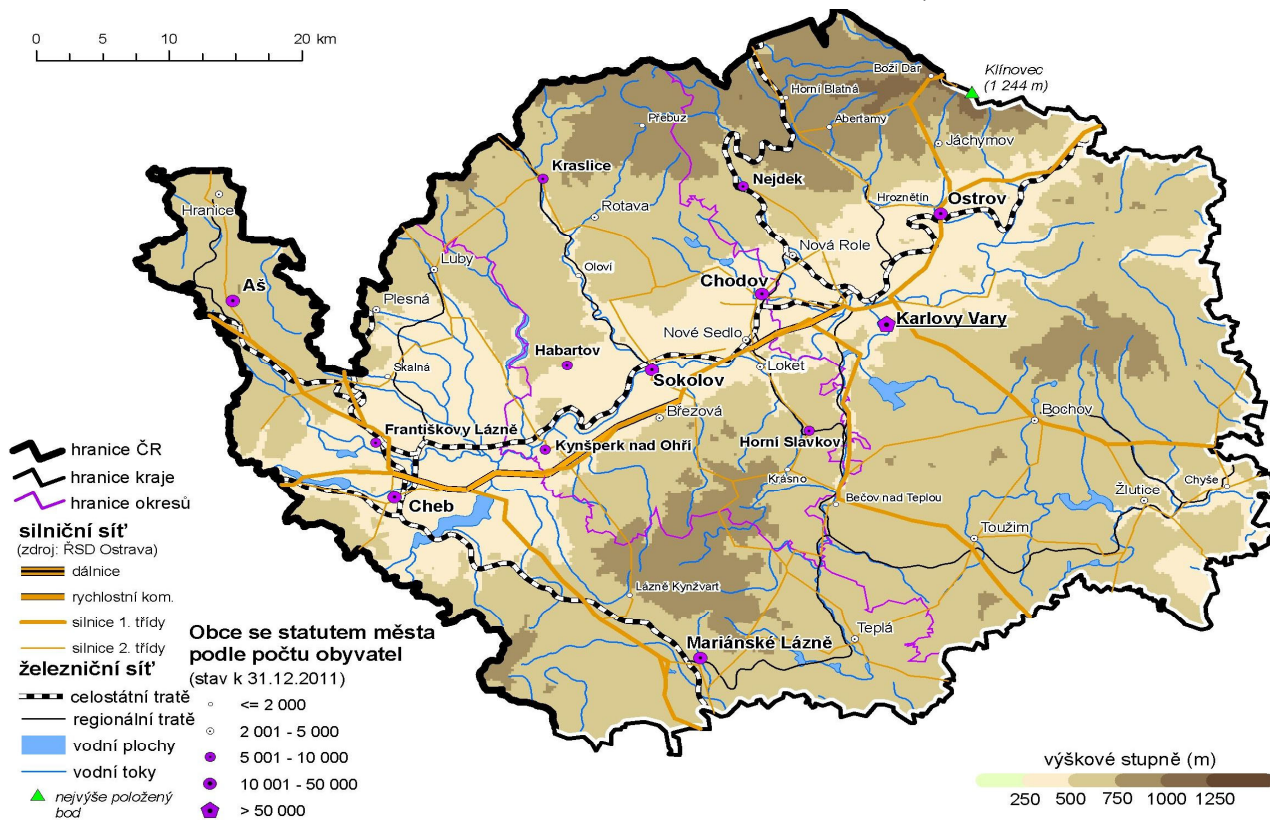 0 5 10 20 km
Klínovec
(1 244 m)
Boží Dar
Horní Blatná
Abertamy
Přebuz
Jáchymov
Kraslice
Nejdek
Hranice
Hroznětín
Ostrov
Rotava
Nová Role
Luby
Oloví
Aš
Chodov
Plesná
Karlovy Vary
Nové Sedlo
Habartov
Skalná
Loket
Sokolov
Březová
Bochov
Františkovy Lázně
Kynšperk nad Ohří
Horní Slavkov
Krásno
Chyše
Žlutice
Bečov nad Teplou
Cheb
Toužim
Lázně Kynžvart
Teplá
Mariánské Lázně
hranice ČR
hranice kraje
hranice okresů
silniční síť
(zdroj: ŘSD Ostrava)
dálnice
rychlostní kom.
silnice 1. třídy
silnice 2. třídy
železniční síť
celostátní tratě
regionální tratě
vodní plochy
vodní toky
nejvýše položený
bod
Obce se statutem města
podle počtu obyvatel
(stav k 31.12.2011)
<= 2 000
2 001 - 5 000
5 001 - 10 000
10 001 - 50 000
> 50 000
výškové stupně (m)
250 500 750 1000 1250